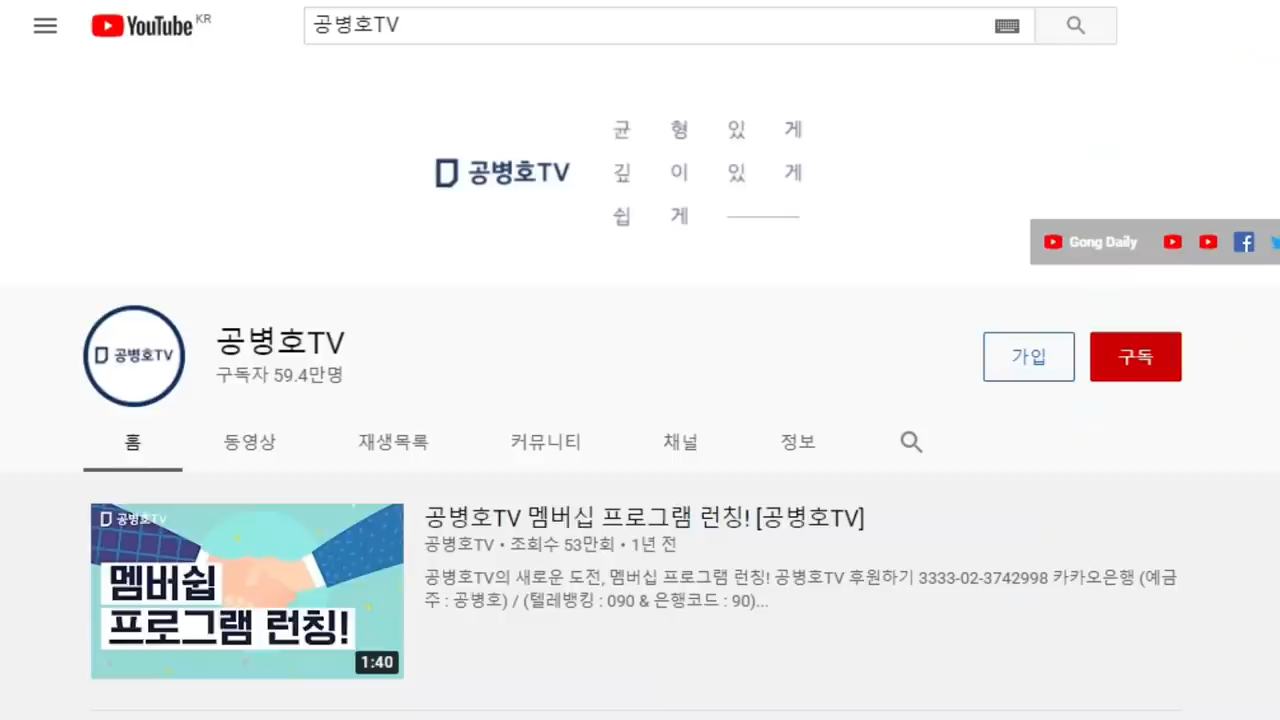 YouTube KR
공병호TV
균형있게
공병호TV
깊이있게
쉽게
Gong Daily
공병호TV
공병호TV
구독자 59.4만명
가입
구독
홈
동영상
재생목록
커뮤니티
채널
정보
공병호TV
멤버쉽
프로그램 런칭!
1:40
공병호TV 멤버십 프로그램 런칭! [공병호TV]
공병호TV • 조회수 53만회 • 1년 전
공병호TV의 새로운 도전, 멤버십 프로그램 런칭! 공병호TV 후원하기 3333-02-3742998 카카오은행 (예금
주 : 공병호) / (텔레뱅킹 : 090 & 은행코드 : 90)...